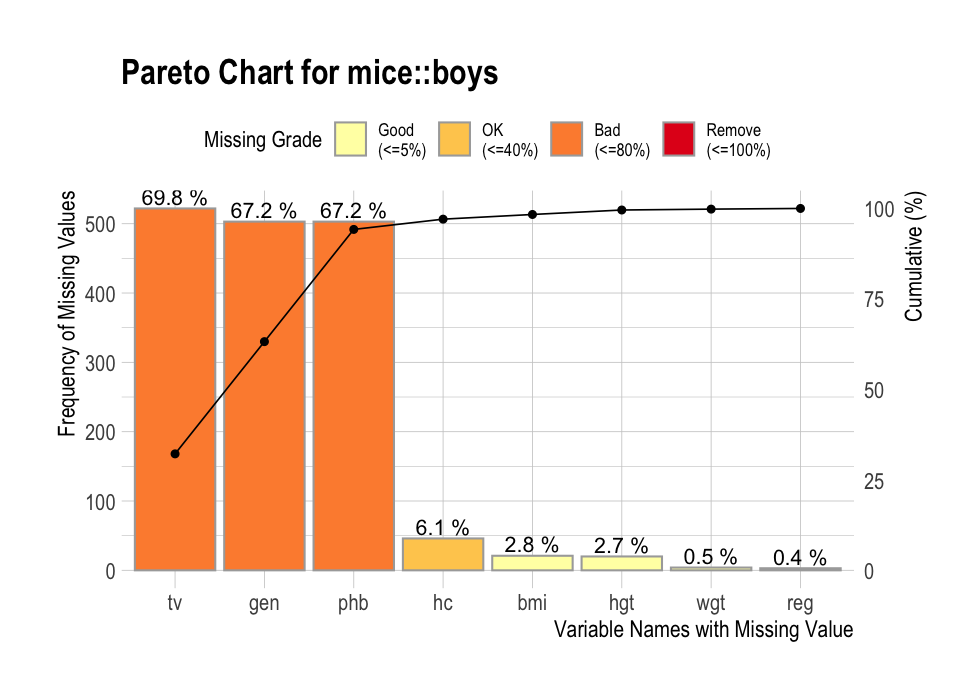 Pareto Chart for mice::boys
Missing Grade
Good
(<=5%)
OK
(<=40%)
Bad
(<=80%)
Remove
(<=100%)
Frequency of Missing Values
500
400
300
200
100
0
69.8 %
67.2 %
67.2 %
6.1 %
2.8 %
2.7 %
0.5 %
0.4 %
100
75
50
25
0
Cumulative (%)
tv
gen
phb
hc
bmi
hgt
wgt
reg
Variable Names with Missing Value